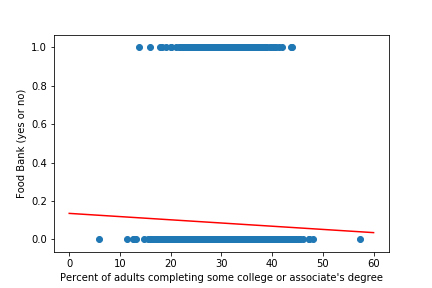 Food Bank (yes or no)
1.0
0.8
0.6
0.4
0.2
0.0
0 10 20 30 40 50 60
Percent of adults completing some college or associate's degree